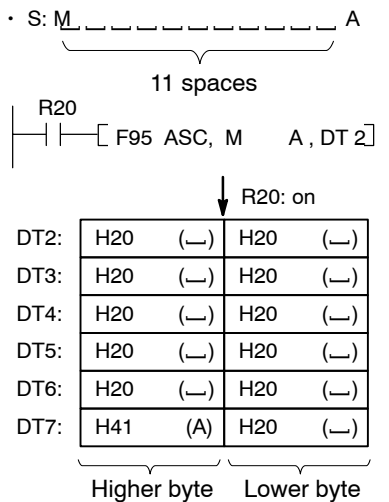 · S: M␣␣␣␣␣␣␣␣␣␣␣ A
11 spaces
R20
F95 ASC, M A , DT 2
R20: on
DT2: H20 (␣) H20 (␣)
DT3: H20 (␣) H20 (␣)
DT4: H20 (␣) H20 (␣)
DT5: H20 (␣) H20 (␣)
DT6: H20 (␣) H20 (␣)
DT7: H41 (A) H20 (␣)
Higher byte Lower byte